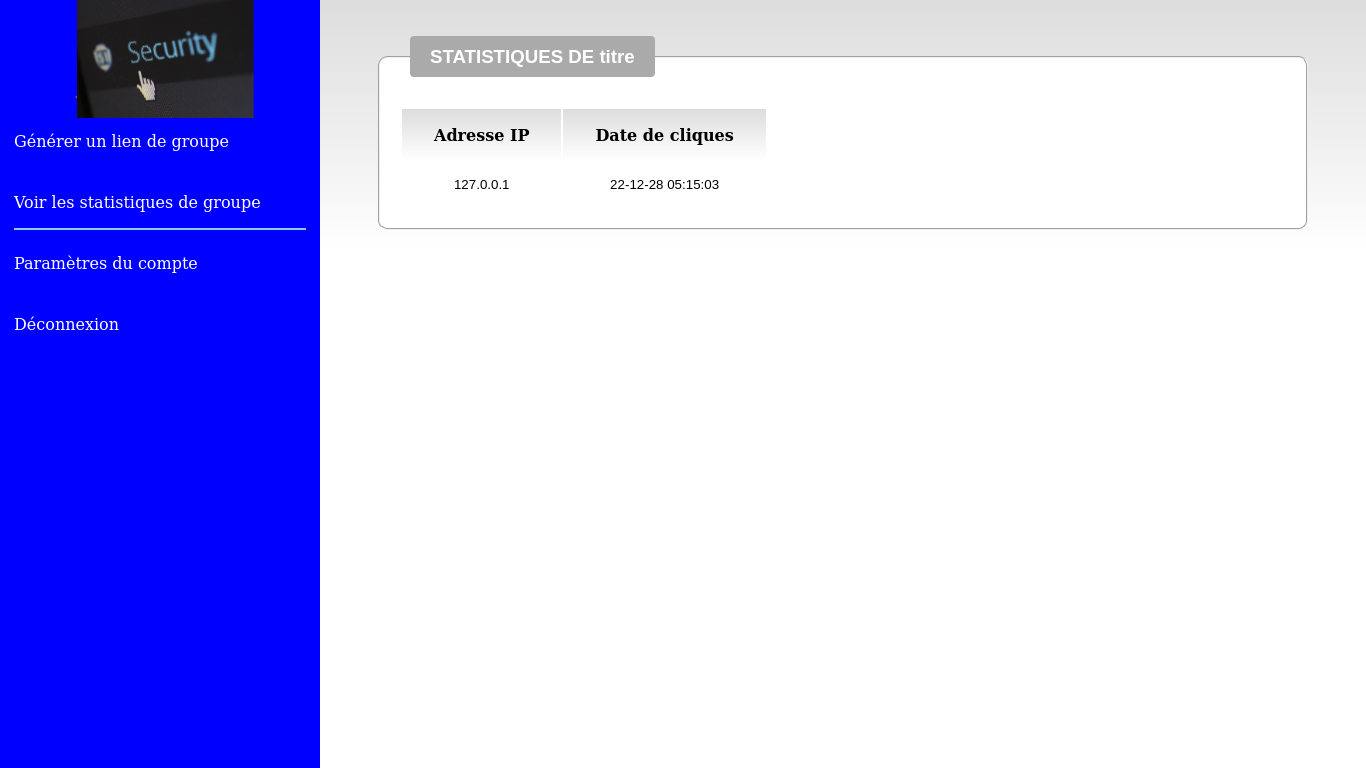 Security
Générer un lien de groupe
Voir les statistiques de groupe
Paramètres du compte
Déconnexion
STATISTIQUES DE titre
Adresse IP Date de cliques
127.0.0.1 22-12-28 05:15:03